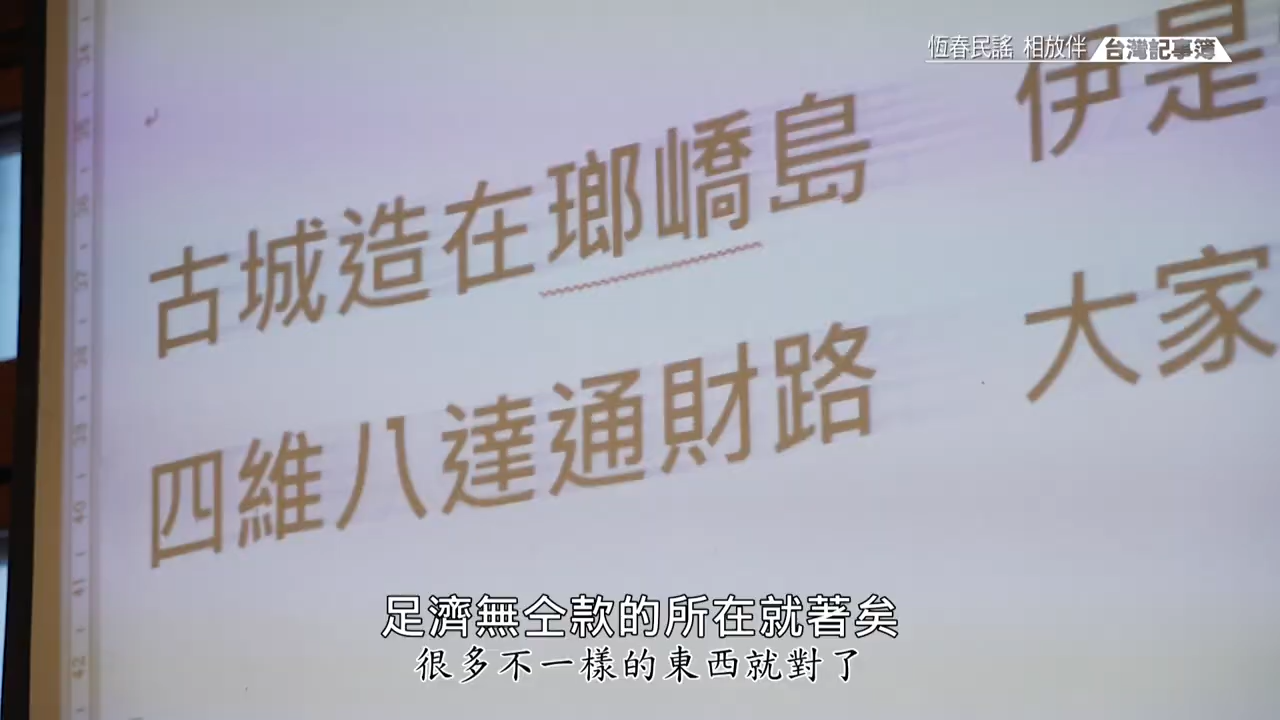 恆春民謠 相放伴 台灣記事簿
古城造在瑯嶠島 伊是
四維八達通財路 大家
足濟無仝款的所在就著矣
很多不一樣的東西就對了